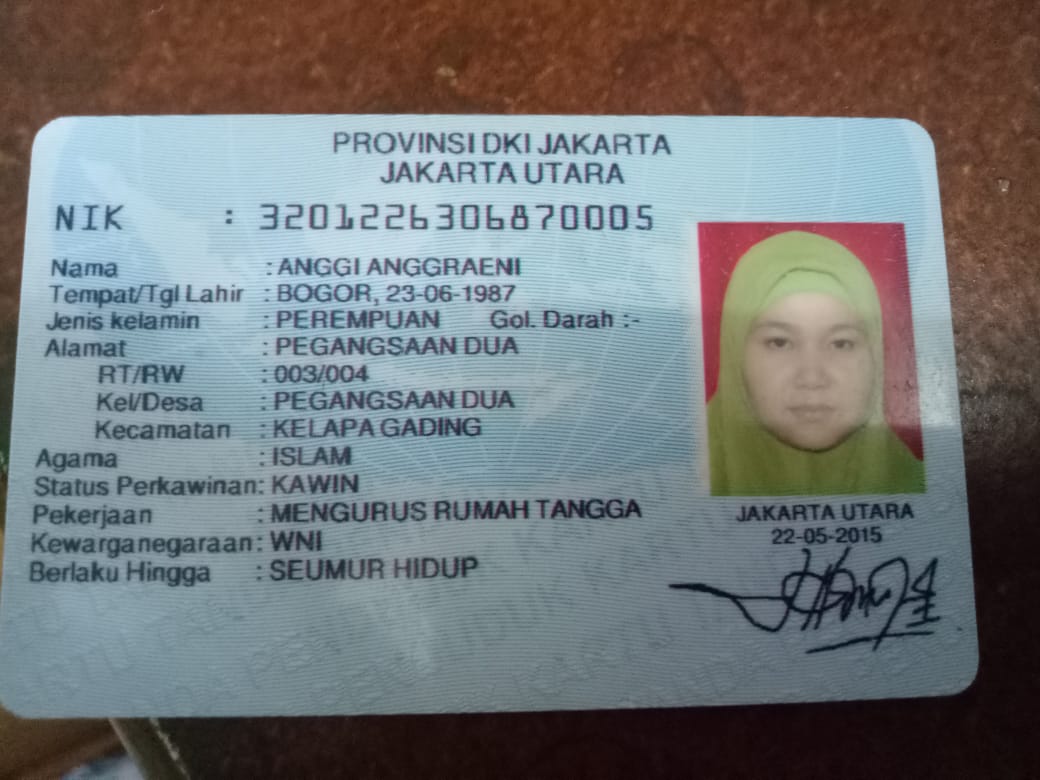 PROVINSI DKI JAKARTA
JAKARTA UTARA
NIK : 3201226306870005
Nama : ANGGI ANGGRAENI
Tempat/Tgl Lahir : BOGOR, 23-06-1987
Jenis kelamin : PEREMPUAN Gol. Darah :-
Alamat : PEGANGSAAN DUA
RT/RW : 003/004
Kel/Desa : PEGANGSAAN DUA
Kecamatan : KELAPA GADING
Agama : ISLAM
Status Perkawinan: KAWIN
Pekerjaan : MENGURUS RUMAH TANGGA
Kewarganegaraan: WNI
Berlaku Hingga : SEUMUR HIDUP
JAKARTA UTARA
22-05-2015